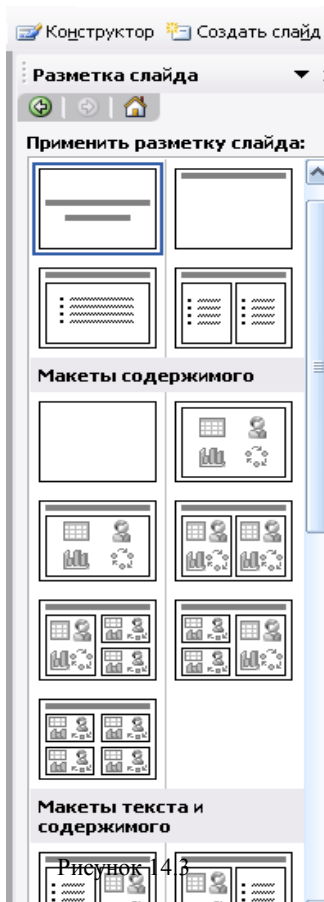 Конструктор Создать слайд
Разметка слайда
Применить разметку слайда:
Макеты содержимого
Макеты текста и
содержимого
Рисунок 14.3